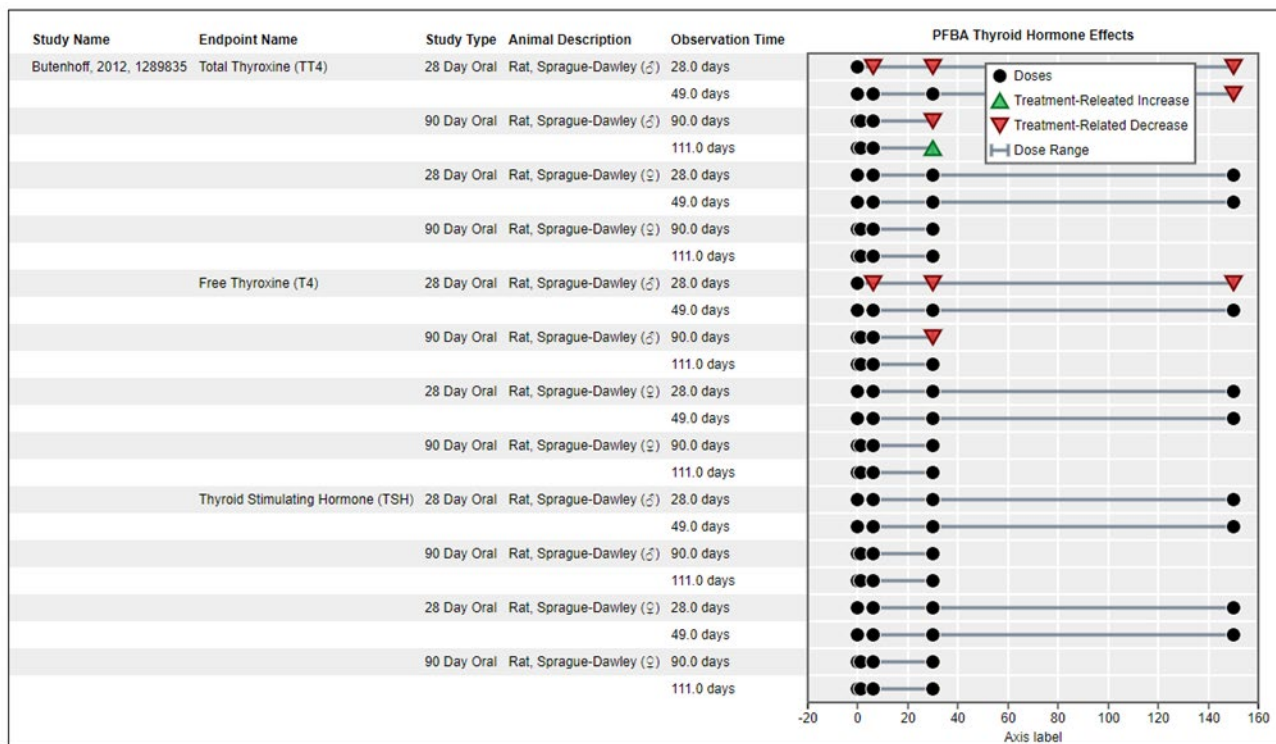 PFBA Thyroid Hormone Effects
Study Name Endpoint Name Study Type Animal Description Observation Time
Butenhoff, 2012, 1289835 Total Thyroxine (TT4) 28 Day Oral Rat, Sprague-Dawley (♂) 28.0 days
49.0 days
90 Day Oral Rat, Sprague-Dawley (♂) 90.0 days
111.0 days
28 Day Oral Rat, Sprague-Dawley (♀) 28.0 days
49.0 days
90 Day Oral Rat, Sprague-Dawley (♀) 90.0 days
111.0 days
Free Thyroxine (T4) 28 Day Oral Rat, Sprague-Dawley (♂) 28.0 days
49.0 days
90 Day Oral Rat, Sprague-Dawley (♂) 90.0 days
111.0 days
28 Day Oral Rat, Sprague-Dawley (♀) 28.0 days
49.0 days
90 Day Oral Rat, Sprague-Dawley (♀) 90.0 days
111.0 days
Thyroid Stimulating Hormone (TSH) 28 Day Oral Rat, Sprague-Dawley (♂) 28.0 days
49.0 days
90 Day Oral Rat, Sprague-Dawley (♂) 90.0 days
111.0 days
28 Day Oral Rat, Sprague-Dawley (♀) 28.0 days
49.0 days
90 Day Oral Rat, Sprague-Dawley (♀) 90.0 days
111.0 days
Doses
Treatment-Releated Increase
Treatment-Related Decrease
Dose Range
-20 0 20 40 60 80 100 120 140 160
Axis label